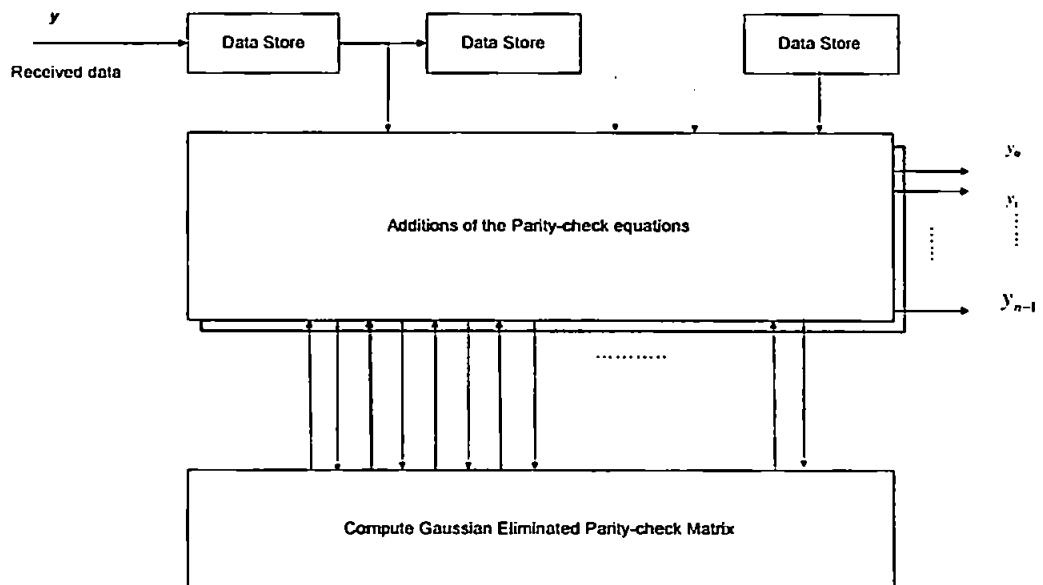 y
Data Store
Data Store
Data Store
Received data
y₀
Additions of the Parity-check equations
y₁
..........
yₙ₋₁
Compute Gaussian Eliminated Parity-check Matrix